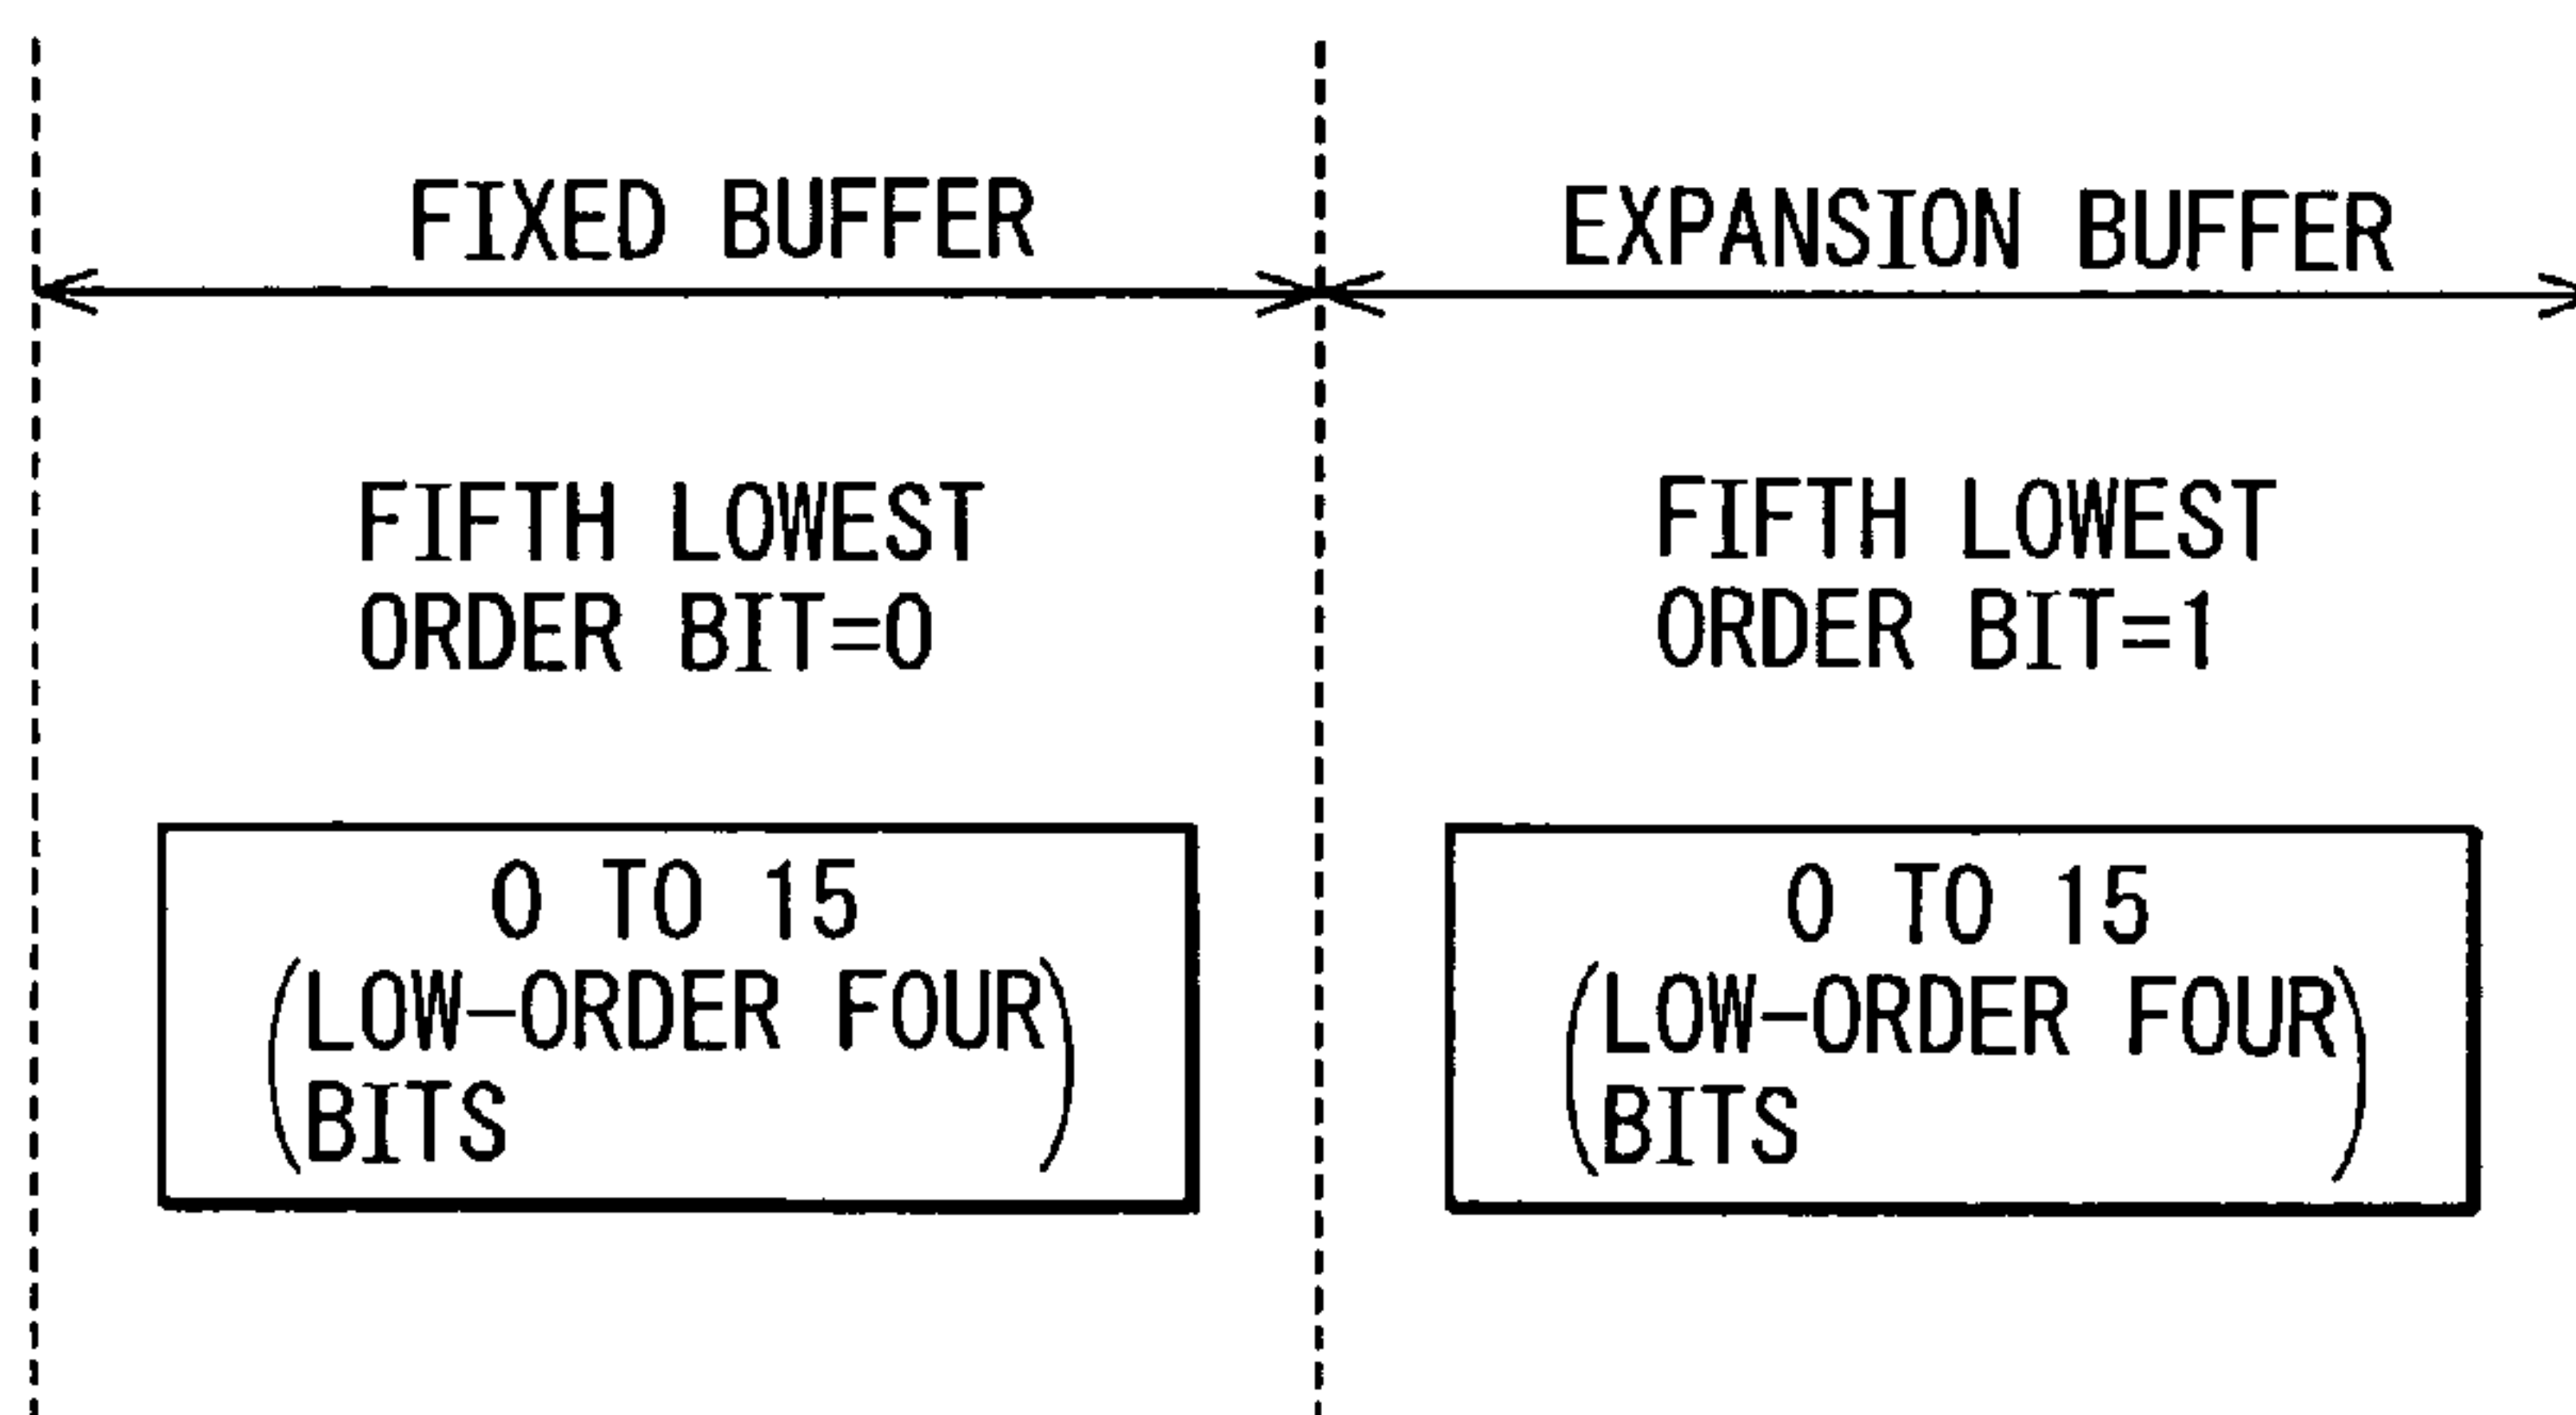 FIXED BUFFER
EXPANSION BUFFER
FIFTH LOWEST
ORDER BIT=0
FIFTH LOWEST
ORDER BIT=1
0 TO 15
(LOW-ORDER FOUR
BITS)
0 TO 15
(LOW-ORDER FOUR
BITS)